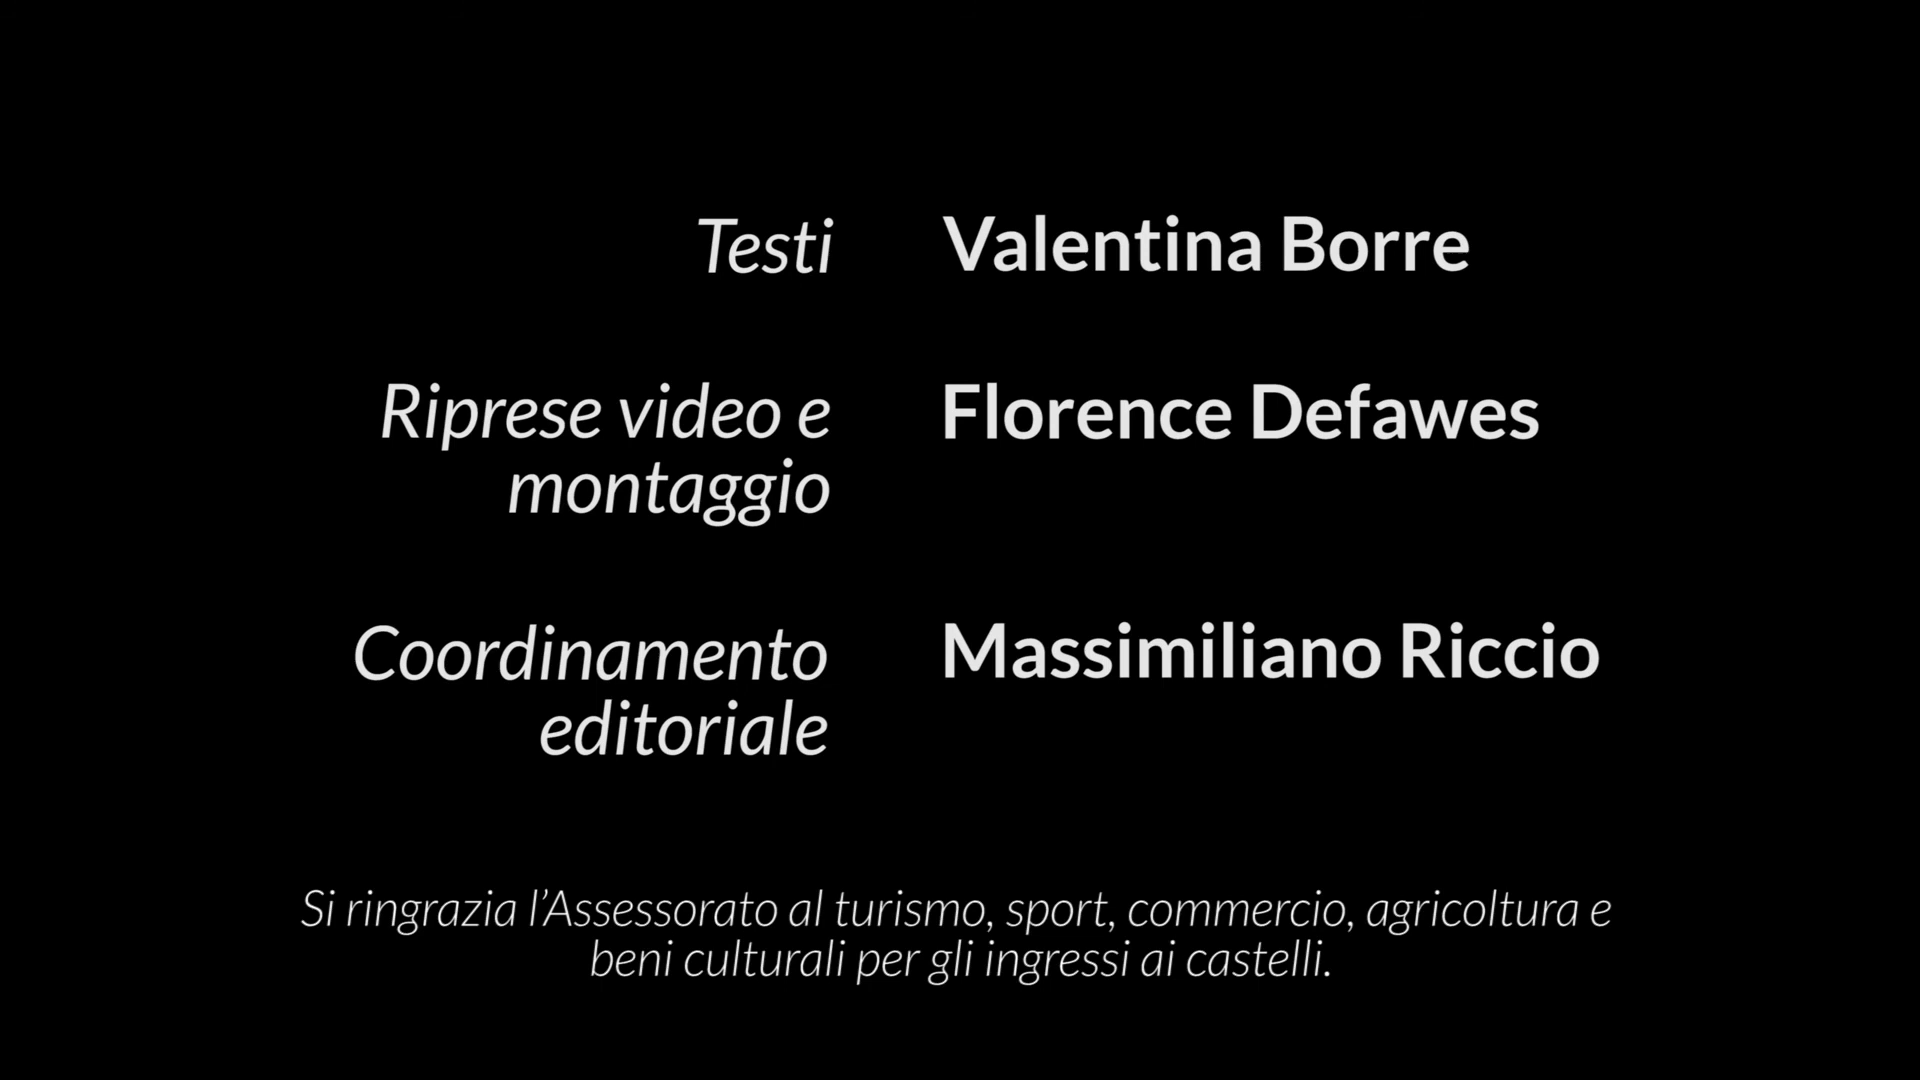 Testi Valentina Borre
Riprese video e Florence Defawes
montaggio
Coordinamento Massimiliano Riccio
editoriale
Si ringrazia l’Assessorato al turismo, sport, commercio, agricoltura e
beni culturali per gli ingressi ai castelli.